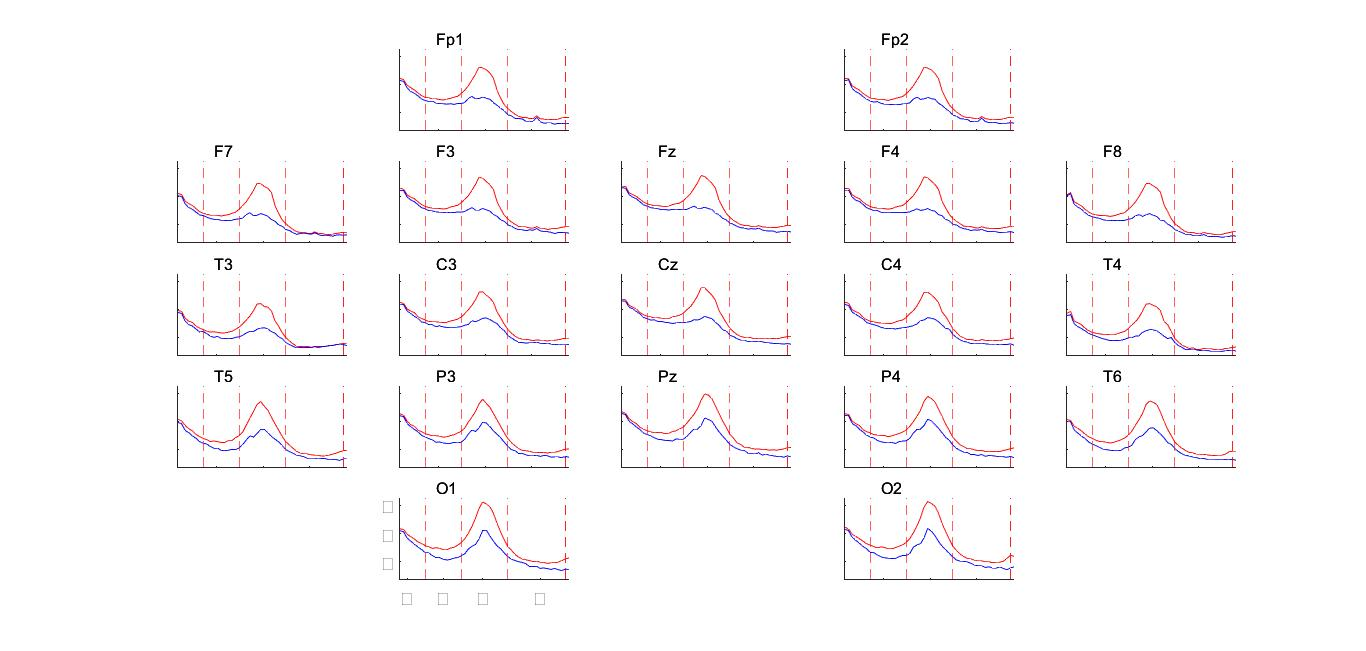 Fp1 Fp2
F7 F3 Fz F4 F8
T3 C3 Cz C4 T4
T5 P3 Pz P4 T6
O1 O2